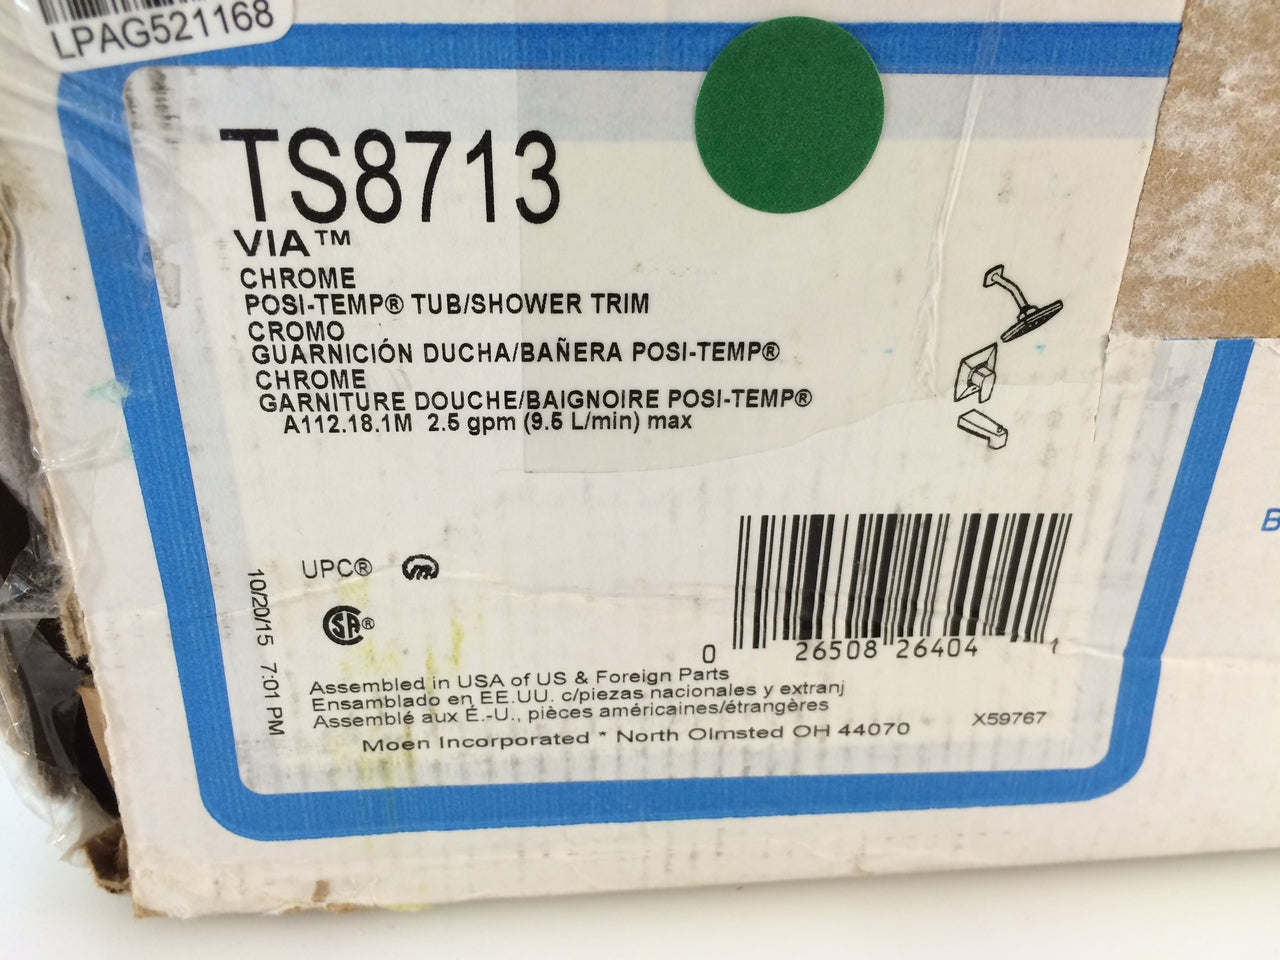 LPAG521168
TS8713
VIA™
CHROME
POSI-TEMP® TUB/SHOWER TRIM
CROMO
GUARNICIÓN DUCHA/BAÑERA POSI-TEMP®
CHROME
GARNITURE DOUCHE/BAIGNOIRE POSI-TEMP®
A112.18.1M 2.5 gpm (9.5 L/min) max
UPC®
SA®
10/20/15 7:01 PM
0 26508 26404 1
Assembled in USA of US & Foreign Parts
Ensamblado en EE.UU. c/piezas nacionales y extranj
Assemblé aux É.-U., pièces américaines/étrangères
Moen Incorporated * North Olmsted OH 44070
X59767
B